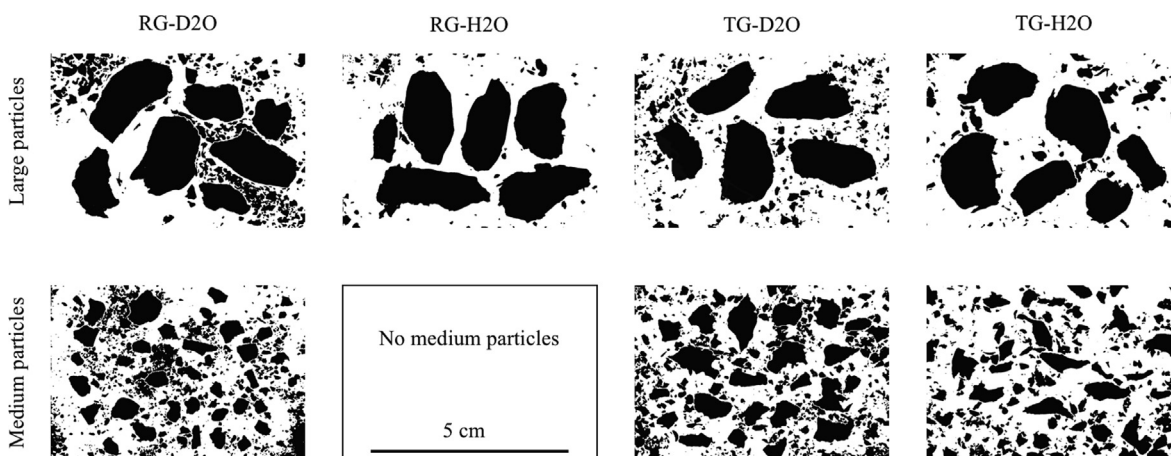 RG-D2O RG-H2O TG-D2O TG-H2O
Large particles
Medium particles
No medium particles
5 cm